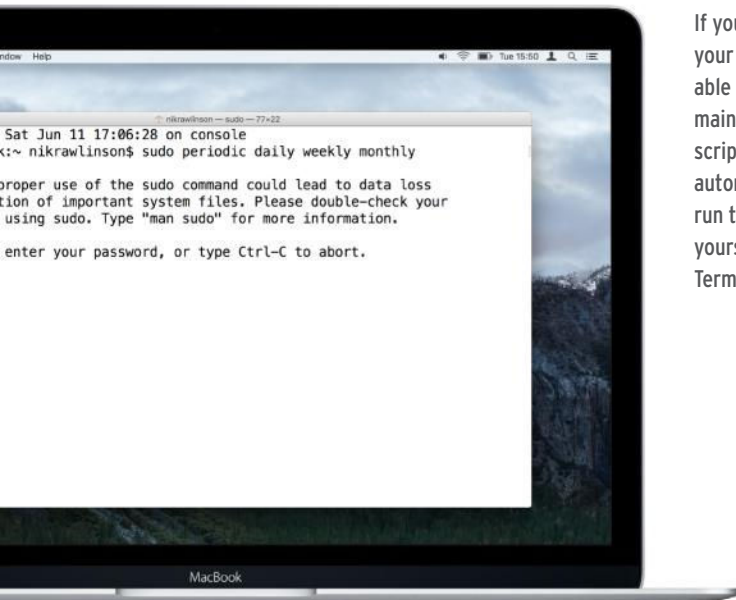 ndow Help
Tue 15:50
nikrawlinson — sudo — 77×22
Sat Jun 11 17:06:28 on console
k:~ nikrawlinson$ sudo periodic daily weekly monthly
proper use of the sudo command could lead to data loss
tion of important system files. Please double-check your
using sudo. Type "man sudo" for more information.
enter your password, or type Ctrl-C to abort.
MacBook
If you
your
able
main
scrip
autor
run t
yours
Term